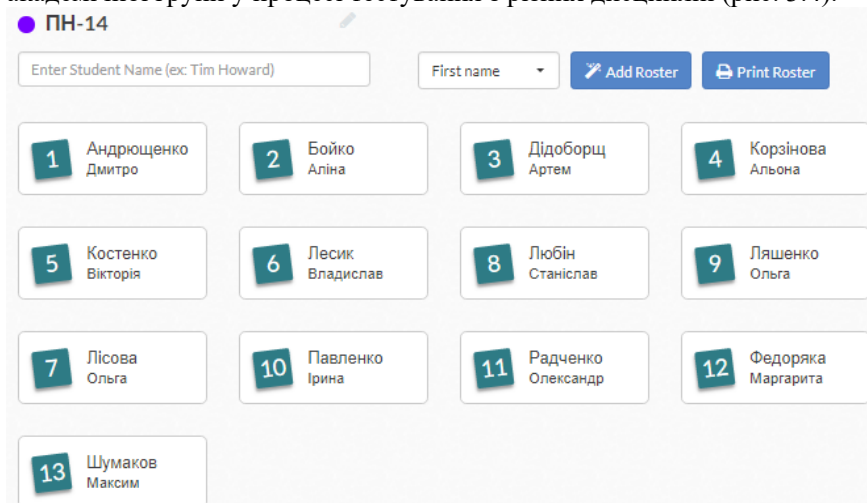 ПН-14
Enter Student Name (ex: Tim Howard)
First name
Add Roster
Print Roster
1 Андрющенко
Дмитро
2 Бойко
Аліна
3 Дідоборщ
Артем
4 Корзінова
Альона
5 Костенко
Вікторія
6 Лесик
Владислав
8 Любін
Станіслав
9 Ляшенко
Ольга
7 Лісова
Ольга
10 Павленко
Ірина
11 Радченко
Олександр
12 Федоряка
Маргарита
13 Шумаков
Максим